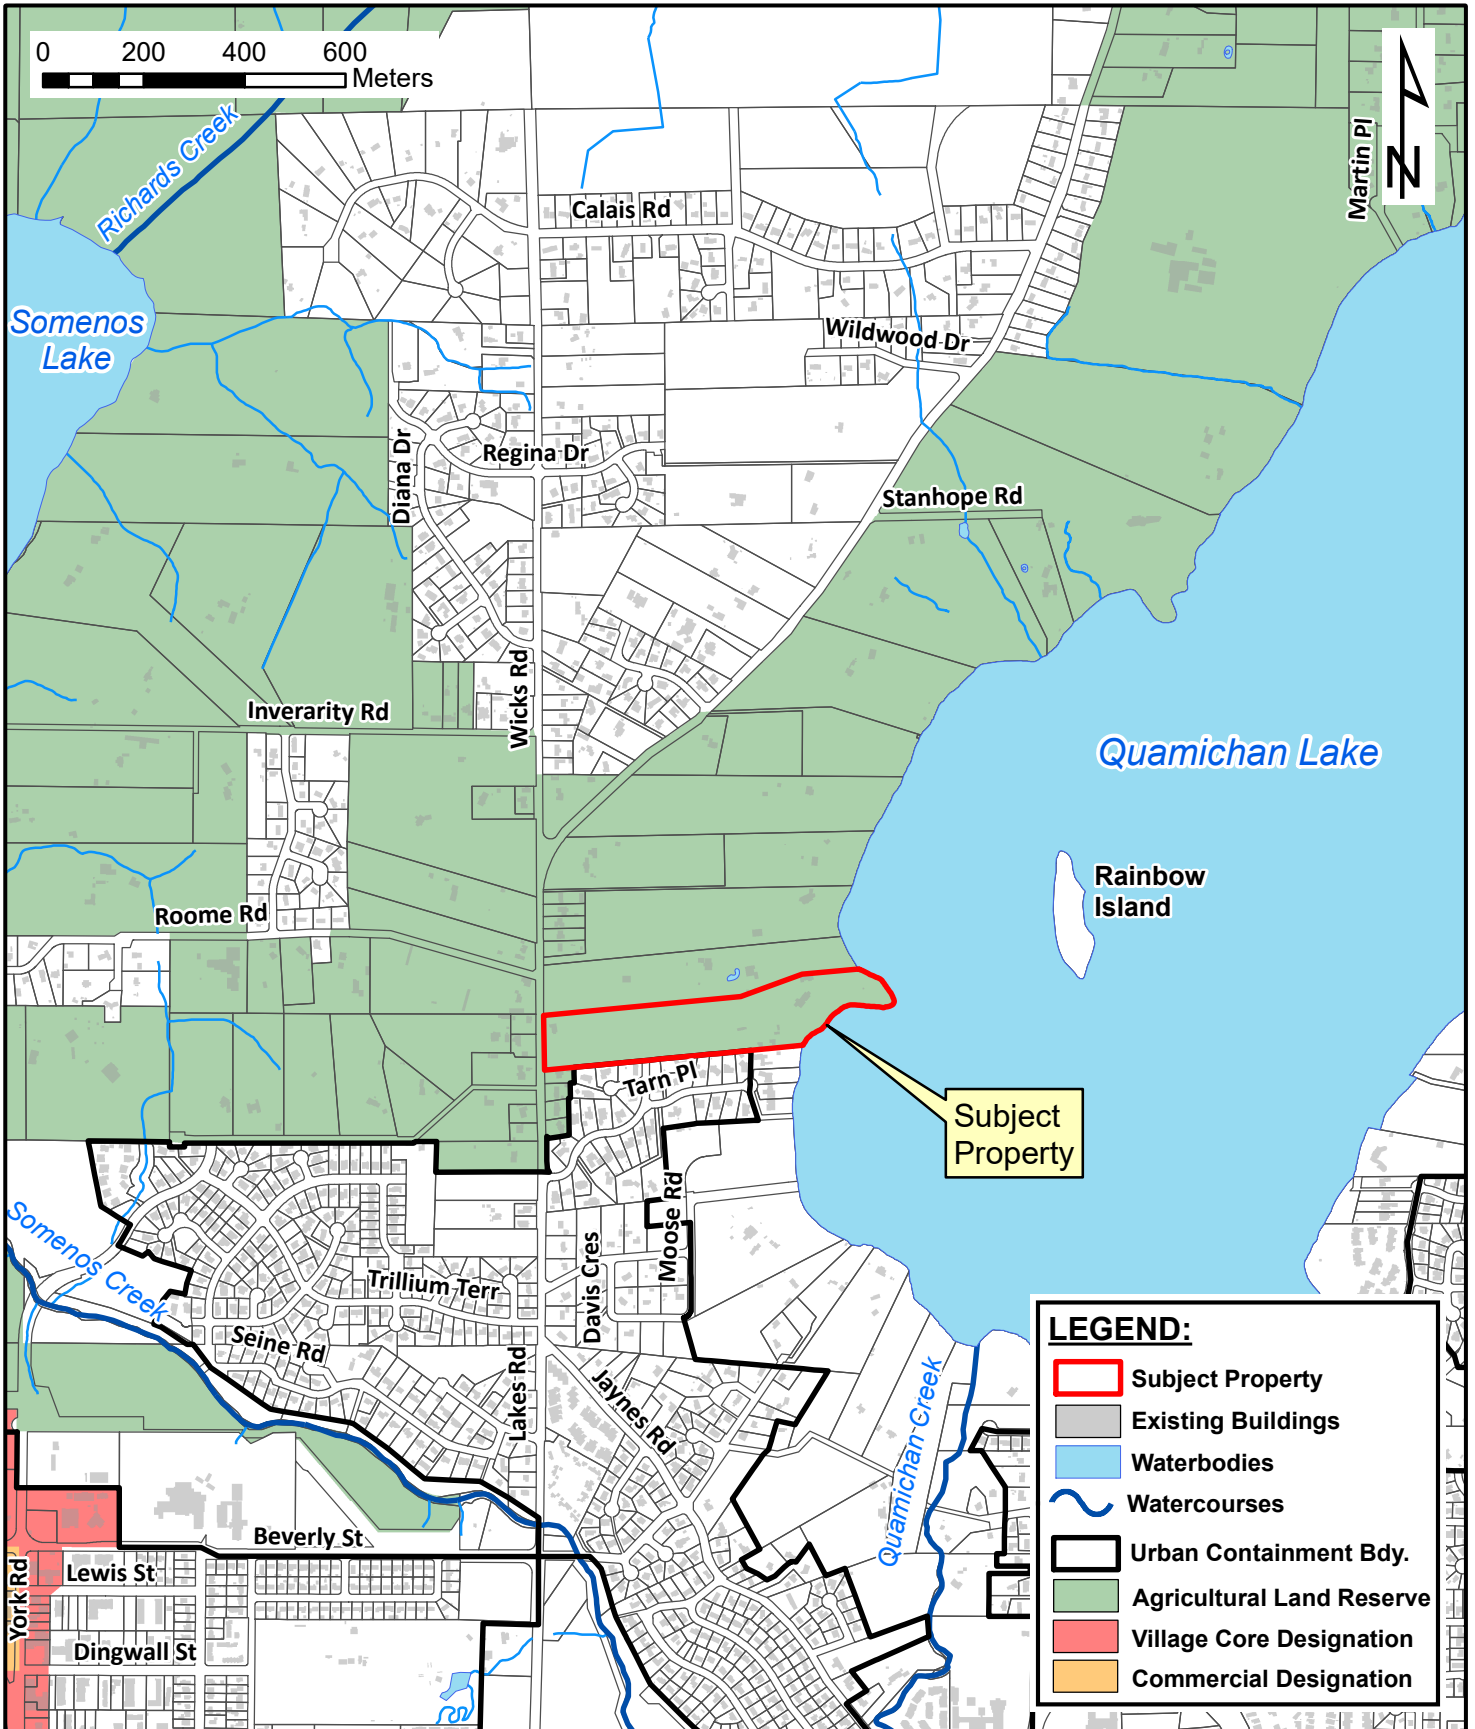 0 200 400 600
Meters
N
Richards Creek
Martin Pl
Calais Rd
Somenos
Lake
Wildwood Dr
Diana Dr
Regina Dr
Stanhope Rd
Wicks Rd
Inverarity Rd
Quamichan Lake
Rainbow
Island
Roome Rd
Tarn Pl
Subject
Property
Moose Rd
Somenos Creek
Davis Cres
Trillium Terr
Seine Rd
Lakes Rd
Jaynes Rd
Quamichan Creek
Beverly St
Lewis St
York Rd
Dingwall St
LEGEND:
Subject Property
Existing Buildings
Waterbodies
Watercourses
Urban Containment Bdy.
Agricultural Land Reserve
Village Core Designation
Commercial Designation